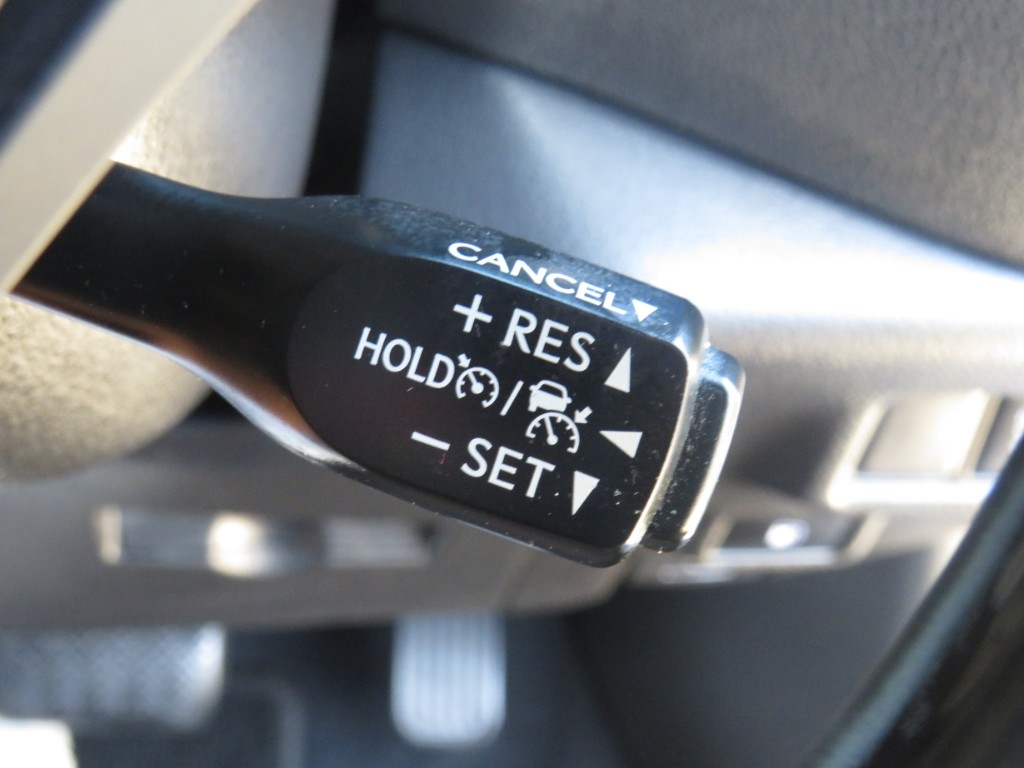 CANCEL
+ RES
HOLD /
− SET